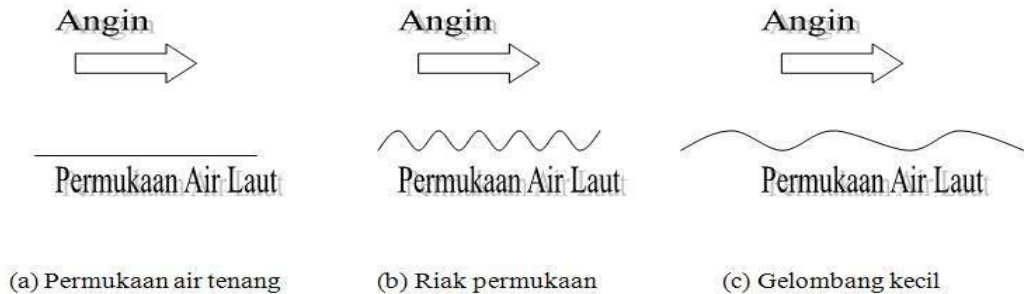 Angin
Angin
Angin
Permukaan Air Laut
Permukaan Air Laut
Permukaan Air Laut
(a) Permukaan air tenang
(b) Riak permukaan
(c) Gelombang kecil